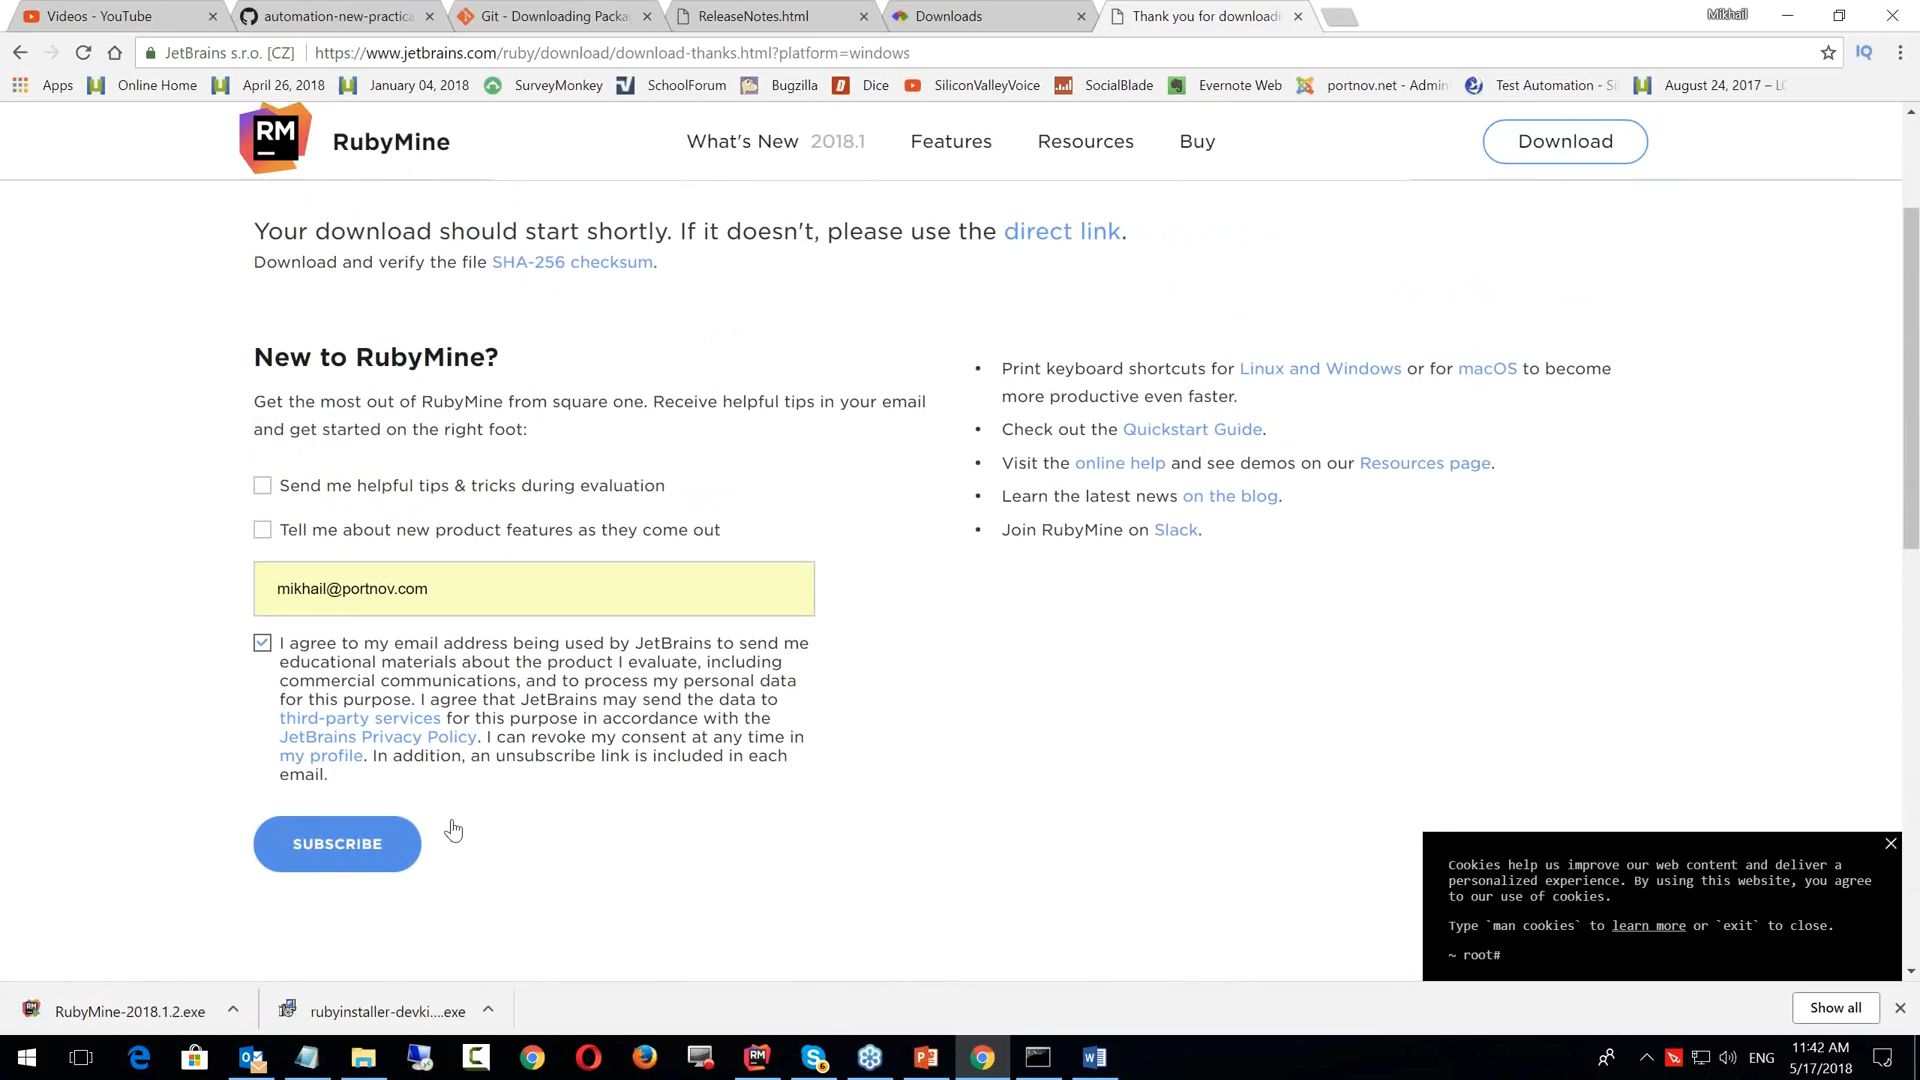 Videos - YouTube
automation-new-practica
Git - Downloading Packa
ReleaseNotes.html
Downloads
Thank you for downloadin
Mikhail
JetBrains s.r.o. [CZ]
https://www.jetbrains.com/ruby/download/download-thanks.html?platform=windows
Apps
Online Home
April 26, 2018
January 04, 2018
SurveyMonkey
SchoolForum
Bugzilla
Dice
SiliconValleyVoice
SocialBlade
Evernote Web
portnov.net - Admin
Test Automation - Sil
August 24, 2017 – LC
RM
RubyMine
What's New 2018.1
Features
Resources
Buy
Download
Your download should start shortly. If it doesn't, please use the direct link.
Download and verify the file SHA-256 checksum.
New to RubyMine?
Get the most out of RubyMine from square one. Receive helpful tips in your email
and get started on the right foot:
Send me helpful tips & tricks during evaluation
Tell me about new product features as they come out
mikhail@portnov.com
I agree to my email address being used by JetBrains to send me
educational materials about the product I evaluate, including
commercial communications, and to process my personal data
for this purpose. I agree that JetBrains may send the data to
third-party services for this purpose in accordance with the
JetBrains Privacy Policy. I can revoke my consent at any time in
my profile. In addition, an unsubscribe link is included in each
email.
SUBSCRIBE
• Print keyboard shortcuts for Linux and Windows or for macOS to become
more productive even faster.
• Check out the Quickstart Guide.
• Visit the online help and see demos on our Resources page.
• Learn the latest news on the blog.
• Join RubyMine on Slack.
Cookies help us improve our web content and deliver a
personalized experience. By using this website, you agree
to our use of cookies.
Type `man cookies` to learn more or `exit` to close.
~ root#
RubyMine-2018.1.2.exe
rubyinstaller-devki....exe
Show all
ENG
11:42 AM
5/17/2018